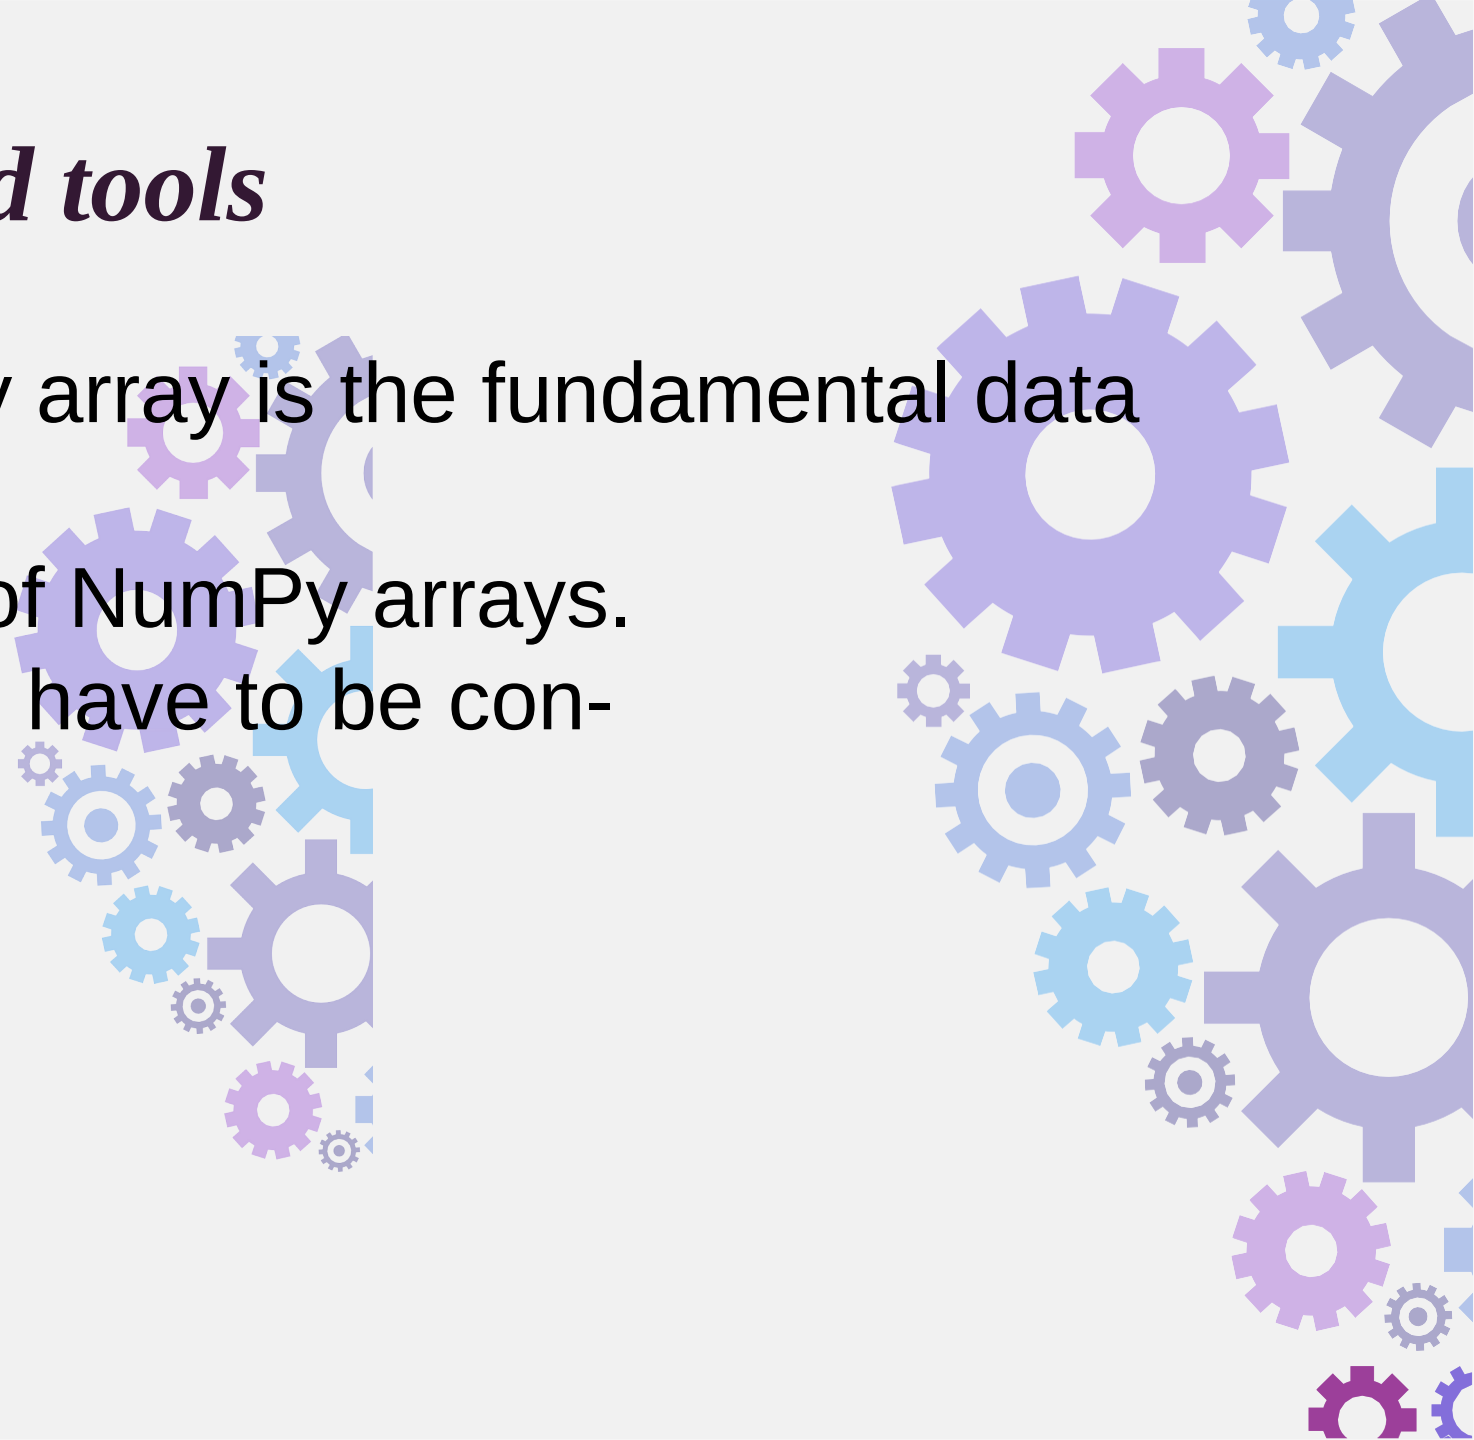 d tools
y array is the fundamental data
of NumPy arrays.
have to be con-